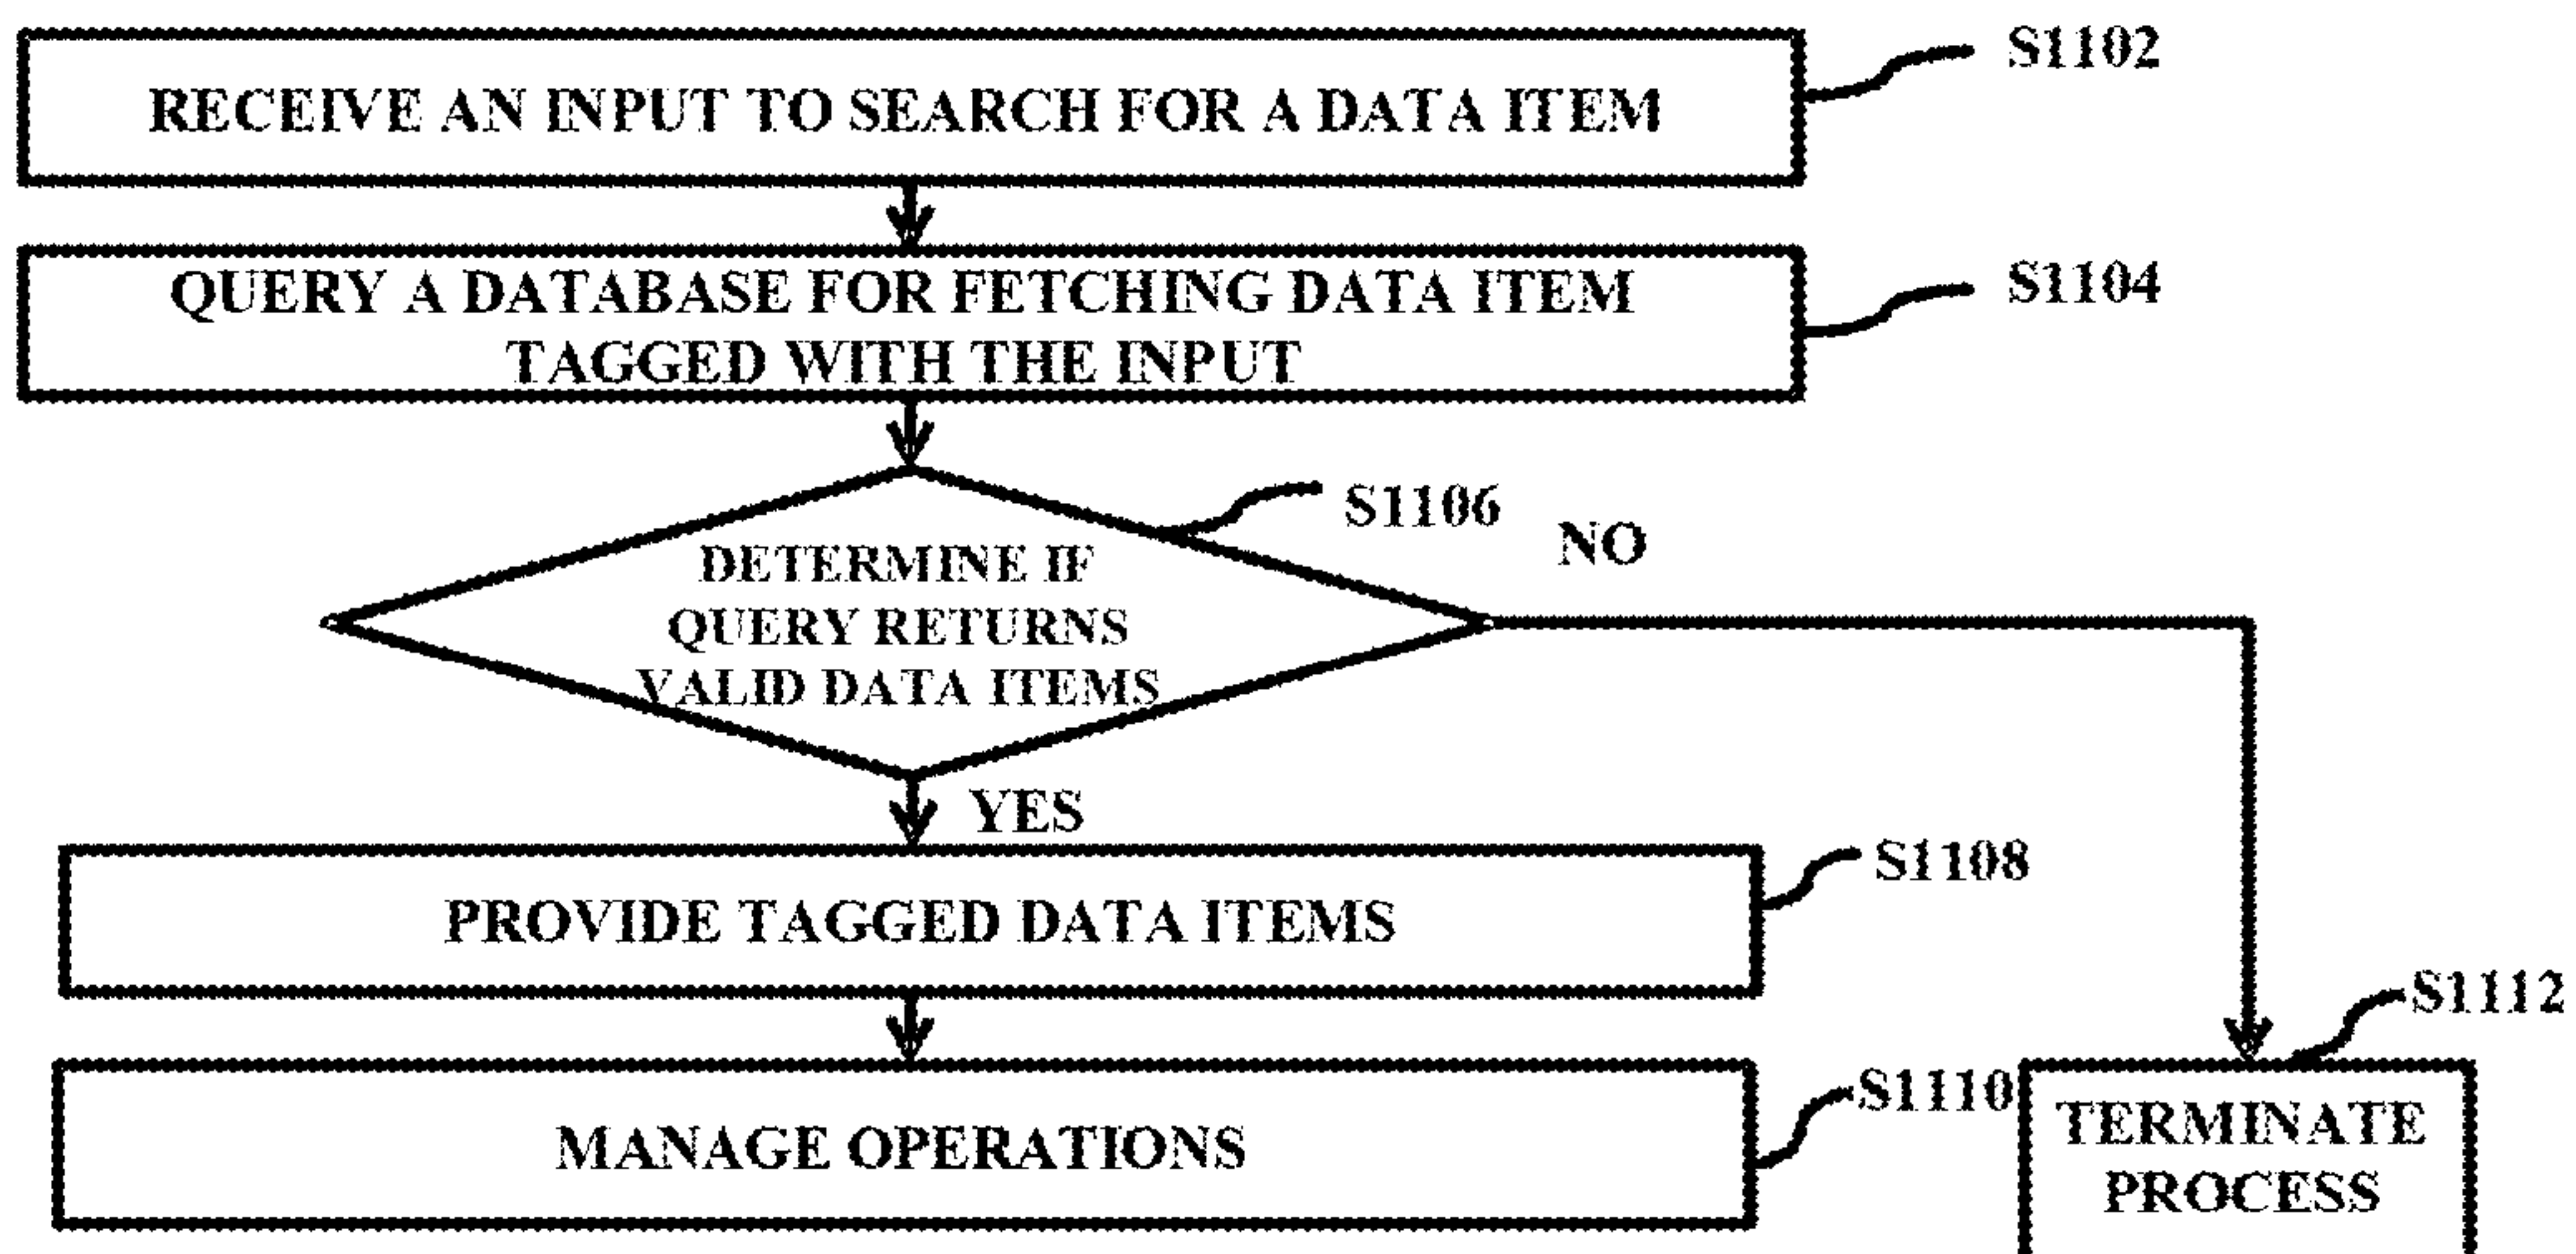 RECEIVE AN INPUT TO SEARCH FOR A DATA ITEM
S1102
QUERY A DATABASE FOR FETCHING DATA ITEM
TAGGED WITH THE INPUT
S1104
DETERMINE IF
QUERY RETURNS
VALID DATA ITEMS
S1106
NO
YES
PROVIDE TAGGED DATA ITEMS
S1108
MANAGE OPERATIONS
S1110
S1112
TERMINATE
PROCESS